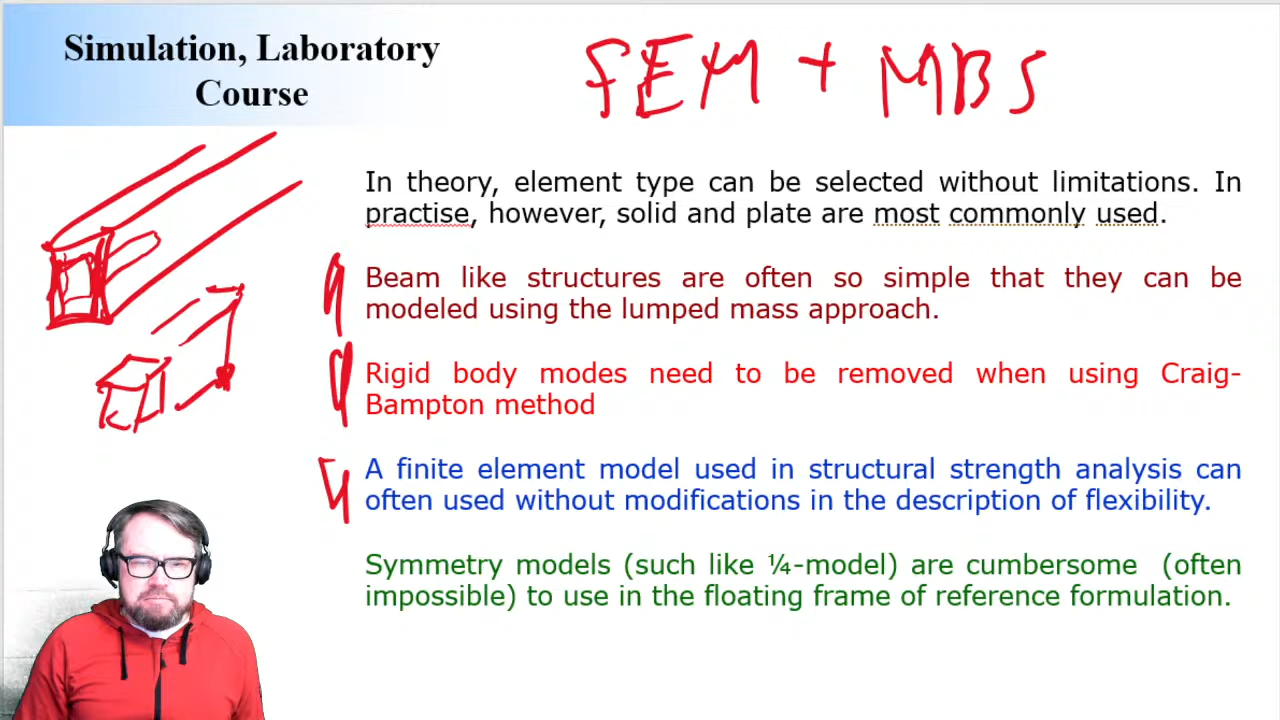 Simulation, Laboratory
Course
FEM + MBS
In theory, element type can be selected without limitations. In
practise, however, solid and plate are most commonly used.
Beam like structures are often so simple that they can be
modeled using the lumped mass approach.
Rigid body modes need to be removed when using Craig-
Bampton method
A finite element model used in structural strength analysis can
often used without modifications in the description of flexibility.
Symmetry models (such like ¼-model) are cumbersome (often
impossible) to use in the floating frame of reference formulation.